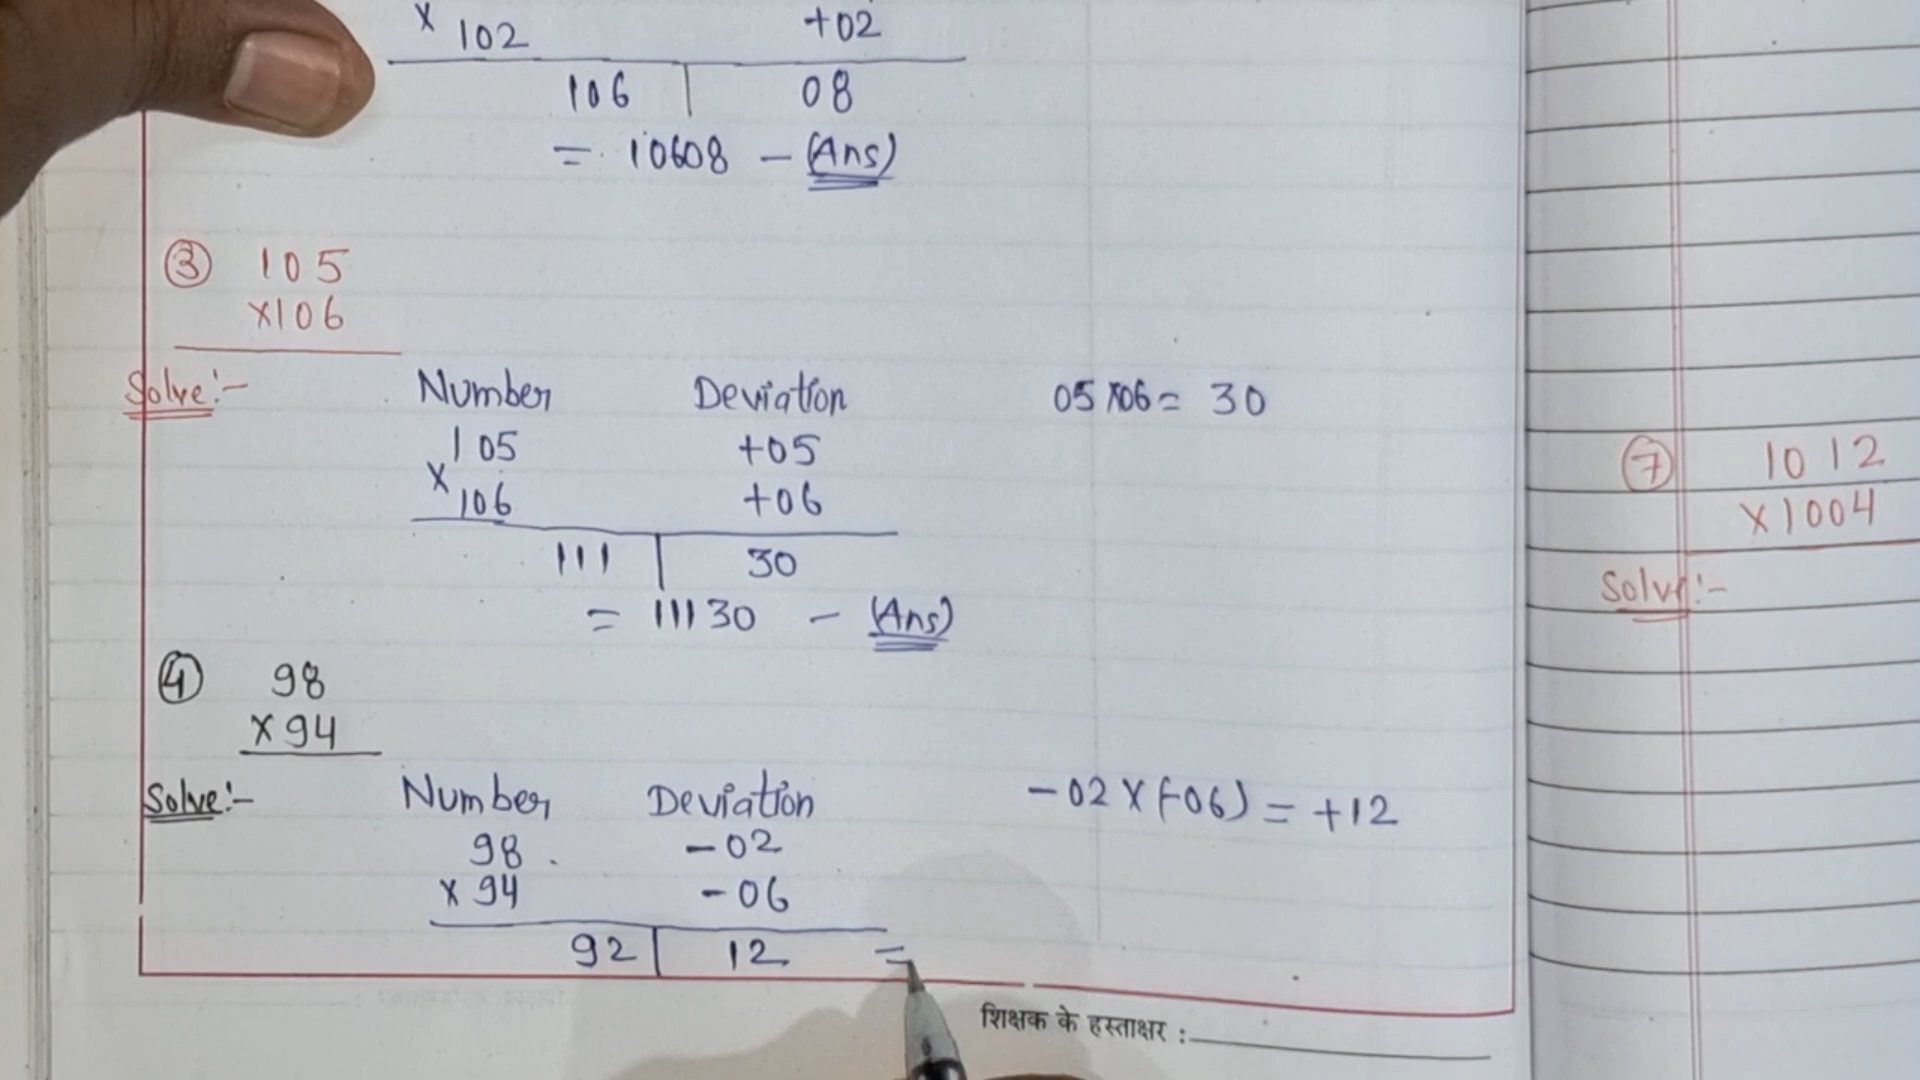 × 102 +02
106 | 08
= 10608 – (Ans)
③ 105
×106
Solve:-
Number Deviation 05×06 = 30
105 +05
× 106 +06
111 | 30
= 11130 – (Ans)
④ 98
×94
Solve:-
Number Deviation -02×(-06) = +12
98 -02
×94 -06
92 | 12 =
शिक्षक के हस्ताक्षर :
⑦ 1012
×1004
Solve:-